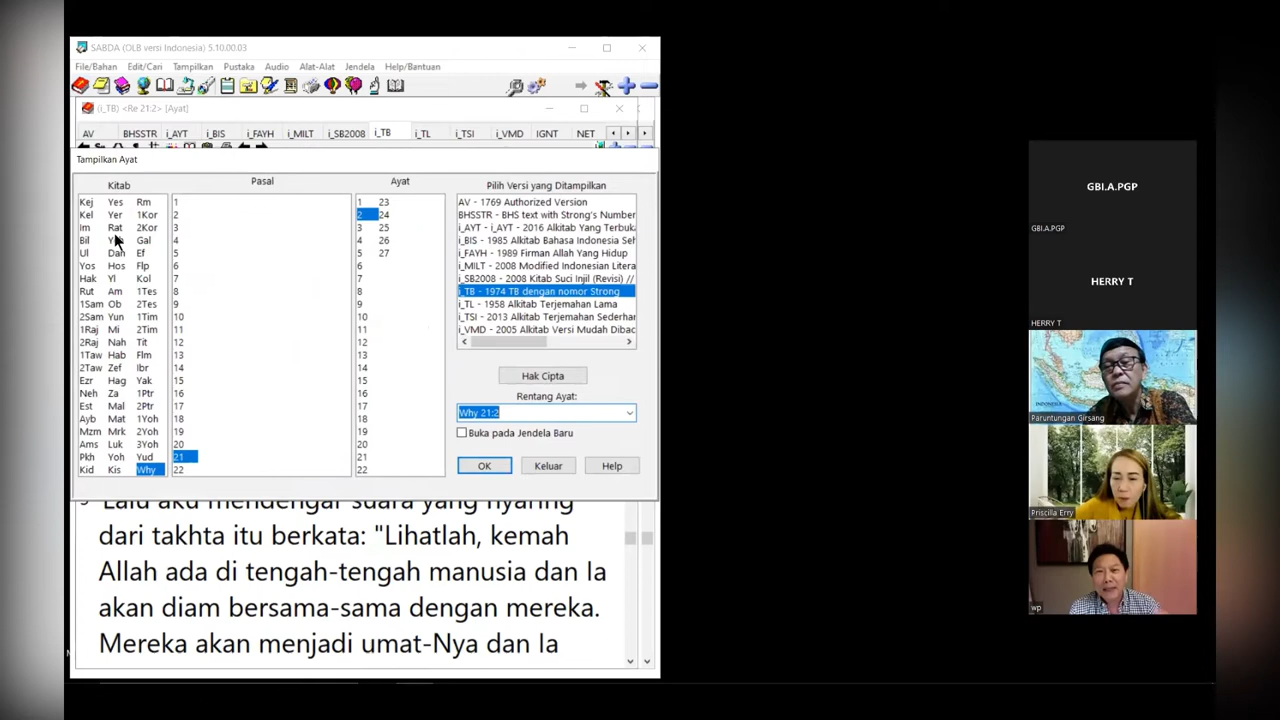 SABDA (OLB versi Indonesia) 5.10.00.03
File/Bahan Edit/Cari Tampilkan Pustaka Audio Alat-Alat Jendela Help/Bantuan
(i_TB) <Re 21:2> [Ayat]
AV BHSSTR i_AYT i_BIS i_FAYH i_MILT i_SB2008 i_TB i_TL i_TSI i_VMD IGNT NET
Tampilkan Ayat
Kitab Pasal Ayat Pilih Versi yang Ditampilkan
Kej Yes Rm 1 1 23 AV - 1769 Authorized Version
Kel Yer 1Kor 2 2 24 BHSSTR - BHS text with Strong's Number
Im Rat 2Kor 3 3 25 i_AYT - i_AYT - 2016 Alkitab Yang Terbuka
Bil Gal 4 4 26 i_BIS - 1985 Alkitab Bahasa Indonesia Seh
Ul Dan Ef 5 5 27 i_FAYH - 1989 Firman Allah Yang Hidup
Yos Hos Flp 6 6 i_MILT - 2008 Modified Indonesian Litera
Hak Yl Kol 7 7 i_SB2008 - 2008 Kitab Suci Injil (Revisi) //
Rut Am 1Tes 8 8 i_TB - 1974 TB dengan nomor Strong
1Sam Ob 2Tes 9 9 i_TL - 1958 Alkitab Terjemahan Lama
2Sam Yun 1Tim 10 10 i_TSI - 2013 Alkitab Terjemahan Sederhan
1Raj Mi 2Tim 11 11 i_VMD - 2005 Alkitab Versi Mudah Dibac
2Raj Nah Tit 12 12
1Taw Hab Flm 13 13
2Taw Zef Ibr 14 14
Ezr Hag Yak 15 15 Hak Cipta
Neh Za 1Ptr 16 16 Rentang Ayat:
Est Mal 2Ptr 17 17 Why 21:2
Ayb Mat 1Yoh 18 18
Mzm Mrk 2Yoh 19 19 Buka pada Jendela Baru
Ams Luk 3Yoh 20 20
Pkh Yoh Yud 21 21
Kid Kis Why 22 22 OK Keluar Help
Lalu aku mendengar suara yang nyaring
dari takhta itu berkata: "Lihatlah, kemah
Allah ada di tengah-tengah manusia dan Ia
akan diam bersama-sama dengan mereka.
Mereka akan menjadi umat-Nya dan Ia
GBI.A.PGP
GBI.A.PGP
HERRY T
HERRY T
INDONESIA
Paruntungan Girsang
Priscilla Erry
wp